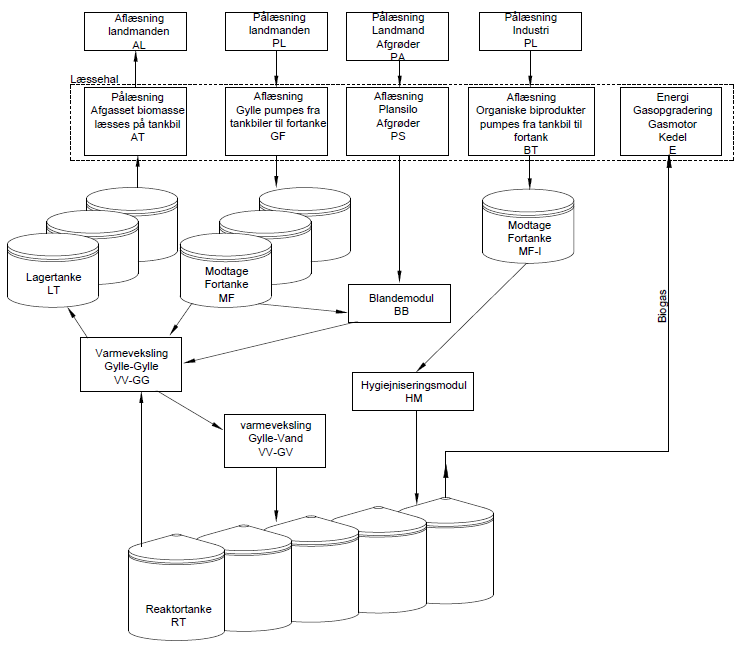 Aflæsning
landmanden
AL
Pålæsning
landmanden
PL
Pålæsning
Landmand
Afgrøder
PA
Pålæsning
Industri
PL
Læssehal
Pålæsning
Afgasset biomasse
læsses på tankbil
AT
Aflæsning
Gylle pumpes fra
tankbiler til fortanke
GF
Aflæsning
Plansilo
Afgrøder
PS
Aflæsning
Organiske biprodukter
pumpes fra tankbil til
fortank
BT
Energi
Gasopgradering
Gasmotor
Kedel
E
Lagertanke
LT
Modtage
Fortanke
MF
Modtage
Fortanke
MF-I
Blandemodul
BB
Biogas
Varmeveksling
Gylle-Gylle
VV-GG
Hygiejniseringsmodul
HM
varmeveksling
Gylle-Vand
VV-GV
Reaktortanke
RT